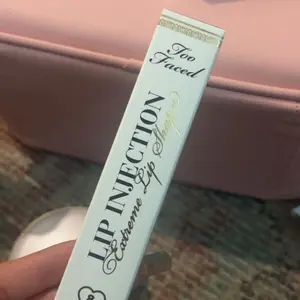 Too
Faced
LIP INJECTION
Extreme Lip Shaper